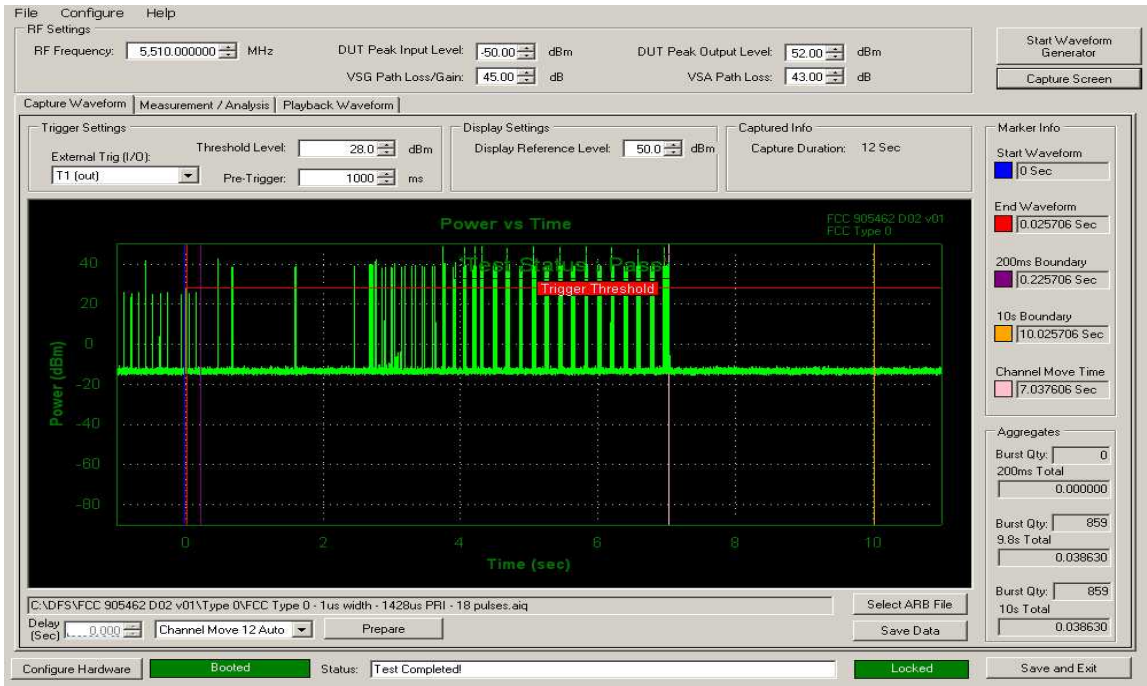 File Configure Help
RF Settings
RF Frequency: 5,510.000000 MHz
DUT Peak Input Level: -50.00 dBm
DUT Peak Output Level: 52.00 dBm
VSG Path Loss/Gain: 45.00 dB
VSA Path Loss: 43.00 dB
Start Waveform
Generator
Capture Screen
Capture Waveform Measurement / Analysis Playback Waveform
Trigger Settings
External Trig (I/O):
T1 (out)
Threshold Level: 28.0 dBm
Pre-Trigger: 1000 ms
Display Settings
Display Reference Level: 50.0 dBm
Captured Info
Capture Duration: 12 Sec
Marker Info
Start Waveform
0 Sec
End Waveform
0.025706 Sec
200ms Boundary
0.225706 Sec
10s Boundary
10.025706 Sec
Channel Move Time
7.037606 Sec
Power vs Time
FCC 905462 D02 v01
FCC Type 0
Test Status : Pass
Trigger Threshold
Power (dBm)
40
20
0
-20
-40
-60
-80
0 2 4 6 8 10
Time (sec)
Aggregates
Burst Qty: 0
200ms Total
0.000000
Burst Qty: 859
9.8s Total
0.038630
Burst Qty: 859
10s Total
0.038630
C:\DFS\FCC 905462 D02 v01\Type 0\FCC Type 0 - 1us width - 1428us PRI - 18 pulses.aiq
Select ARB File
Delay
(Sec) 0.000
Channel Move 12 Auto
Prepare
Save Data
Configure Hardware
Booted
Status: Test Completed!
Locked
Save and Exit